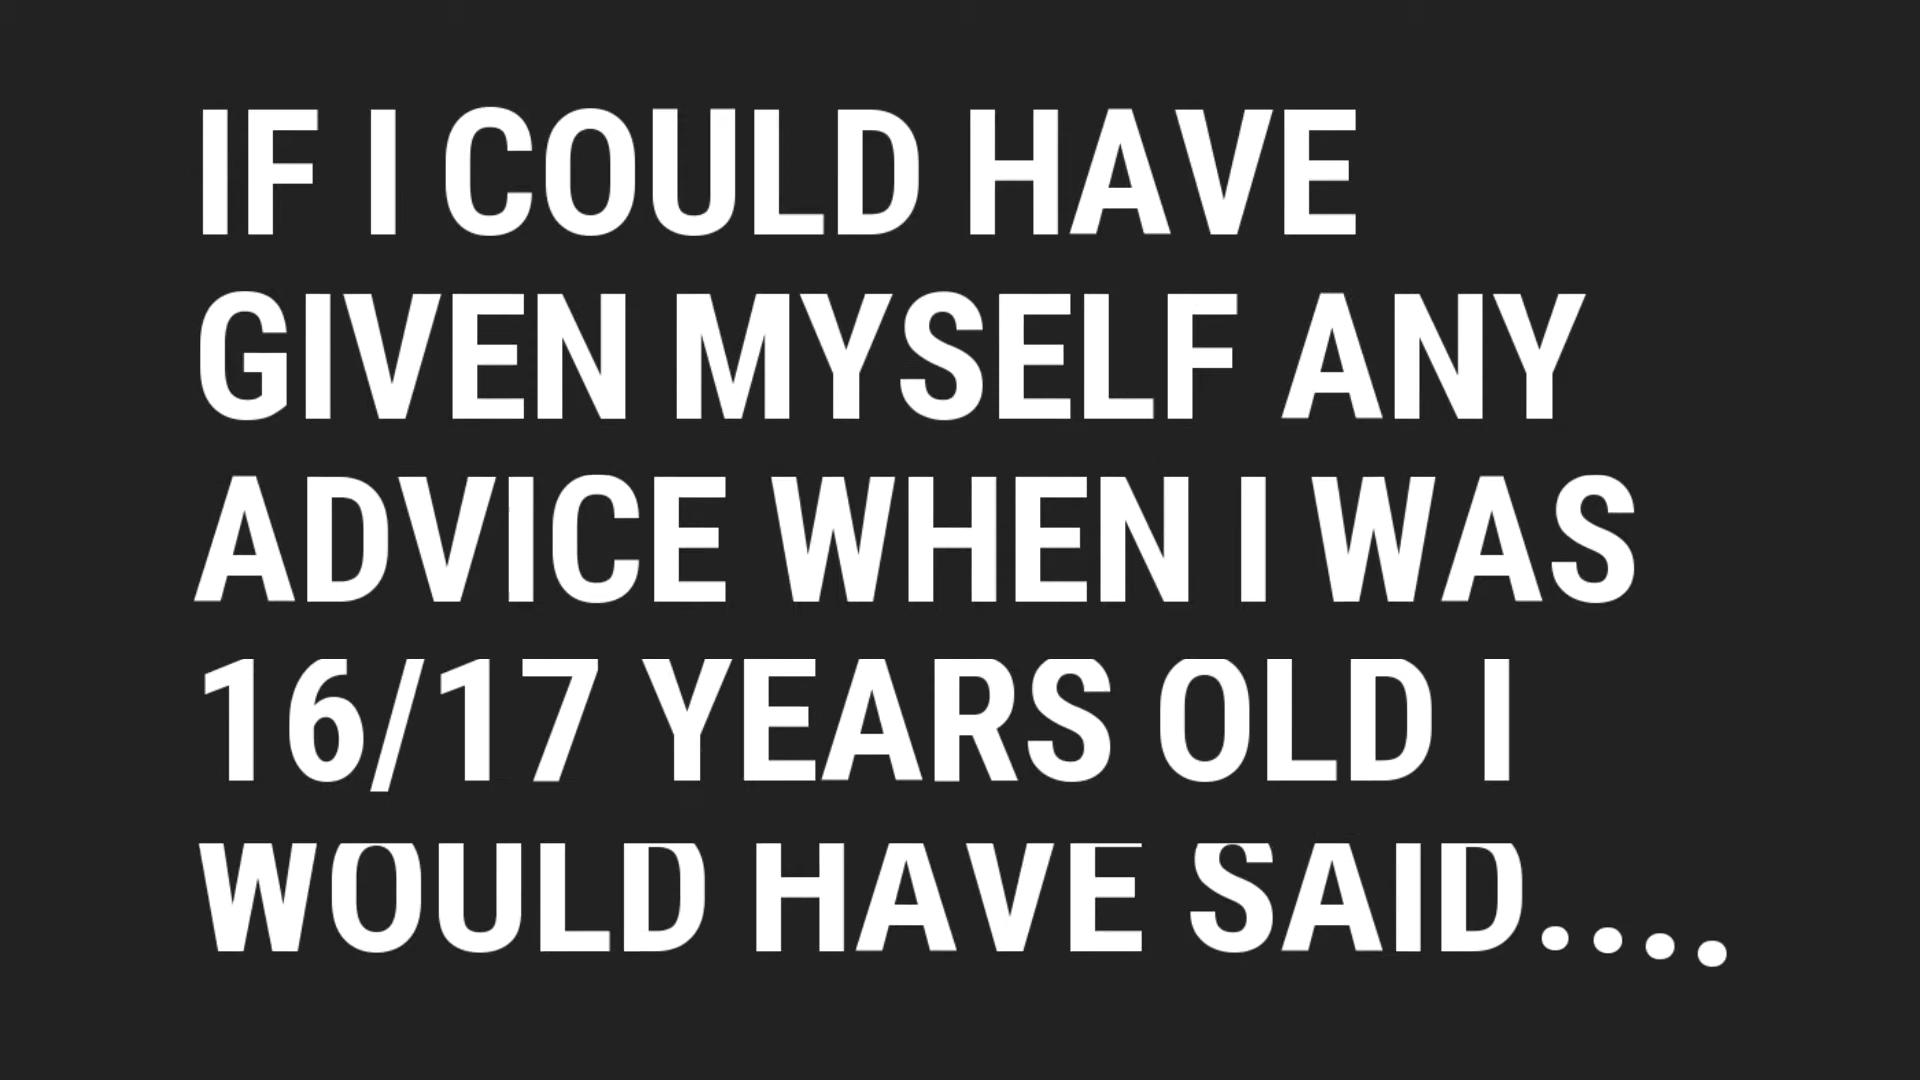 IF I COULD HAVE
GIVEN MYSELF ANY
ADVICE WHEN I WAS
16/17 YEARS OLD I
WOULD HAVE SAID....